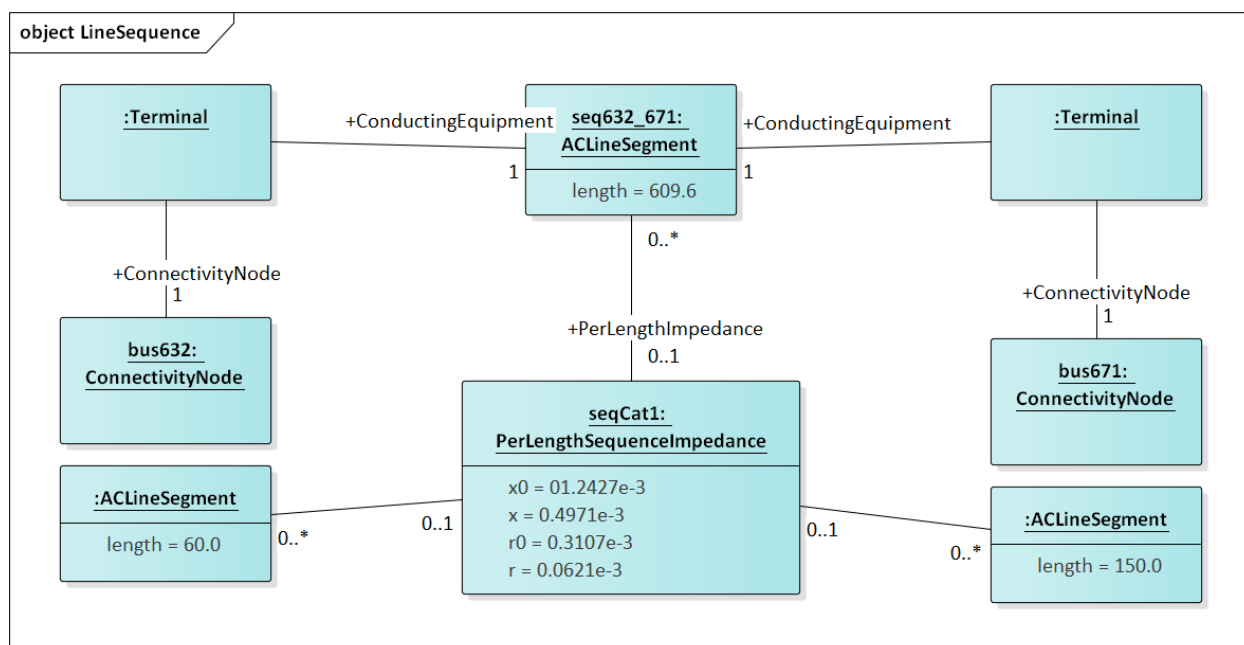 object LineSequence
:Terminal
+ConductingEquipment
1
seq632_671:
ACLineSegment
length = 609.6
+ConductingEquipment
1
:Terminal
0..*
+ConnectivityNode
1
+ConnectivityNode
1
bus632:
ConnectivityNode
+PerLengthImpedance
0..1
bus671:
ConnectivityNode
seqCat1:
PerLengthSequenceImpedance
x0 = 01.2427e-3
x = 0.4971e-3
r0 = 0.3107e-3
r = 0.0621e-3
:ACLineSegment
length = 60.0
0..*
0..1
0..1
0..*
:ACLineSegment
length = 150.0